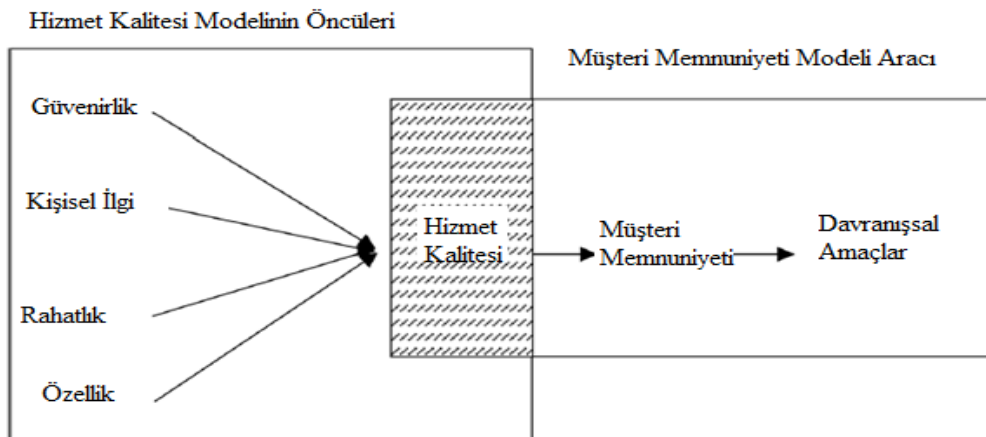 Hizmet Kalitesi Modelinin Öncüleri
Müşteri Memnuniyeti Modeli Aracı
Güvenirlik
Kişisel İlgi
Rahatlık
Özellik
Hizmet
Kalitesi
Müşteri
Memnuniyeti
Davranışsal
Amaçlar